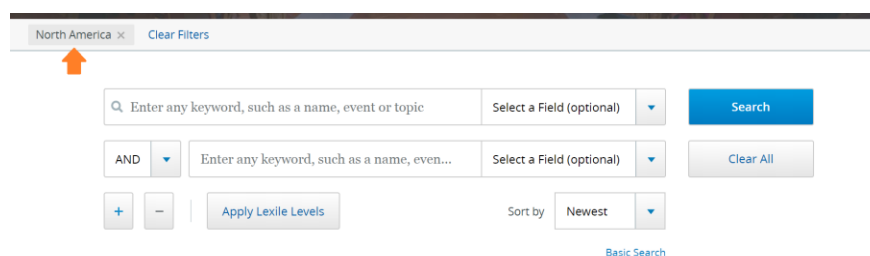 North America × Clear Filters
Enter any keyword, such as a name, event or topic Select a Field (optional) Search
AND Enter any keyword, such as a name, even... Select a Field (optional) Clear All
+ − Apply Lexile Levels Sort by Newest
Basic Search